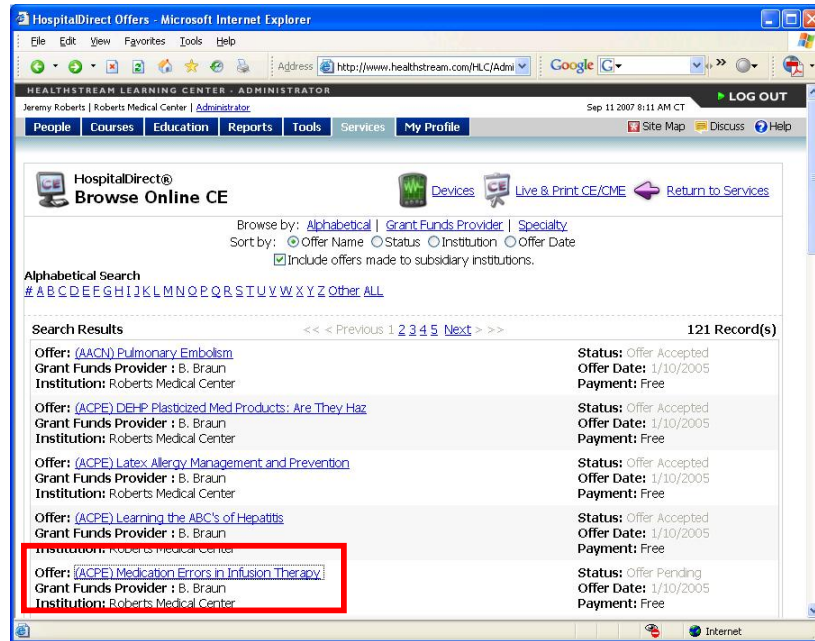 HospitalDirect Offers - Microsoft Internet Explorer
File Edit View Favorites Tools Help
Address http://www.healthstream.com/HLC/Admi Google G
HEALTHSTREAM LEARNING CENTER - ADMINISTRATOR
LOG OUT
Jeremy Roberts | Roberts Medical Center | Administrator Sep 11 2007 8:11 AM CT
People Courses Education Reports Tools Services My Profile Site Map Discuss Help
HospitalDirect®
Browse Online CE
Devices Live & Print CE/CME Return to Services
Browse by: Alphabetical | Grant Funds Provider | Specialty
Sort by: Offer Name Status Institution Offer Date
Include offers made to subsidiary institutions.
Alphabetical Search
# A B C D E F G H I J K L M N O P Q R S T U V W X Y Z Other ALL
Search Results << < Previous 1 2 3 4 5 Next > >> 121 Record(s)
Offer: (AACN) Pulmonary Embolism Status: Offer Accepted
Grant Funds Provider : B. Braun Offer Date: 1/10/2005
Institution: Roberts Medical Center Payment: Free
Offer: (ACPE) DEHP Plasticized Med Products: Are They Haz Status: Offer Accepted
Grant Funds Provider : B. Braun Offer Date: 1/10/2005
Institution: Roberts Medical Center Payment: Free
Offer: (ACPE) Latex Allergy Management and Prevention Status: Offer Accepted
Grant Funds Provider : B. Braun Offer Date: 1/10/2005
Institution: Roberts Medical Center Payment: Free
Offer: (ACPE) Learning the ABC's of Hepatitis Status: Offer Accepted
Grant Funds Provider : B. Braun Offer Date: 1/10/2005
Institution: Roberts Medical Center Payment: Free
Offer: (ACPE) Medication Errors in Infusion Therapy Status: Offer Pending
Grant Funds Provider : B. Braun Offer Date: 1/10/2005
Institution: Roberts Medical Center Payment: Free
Internet